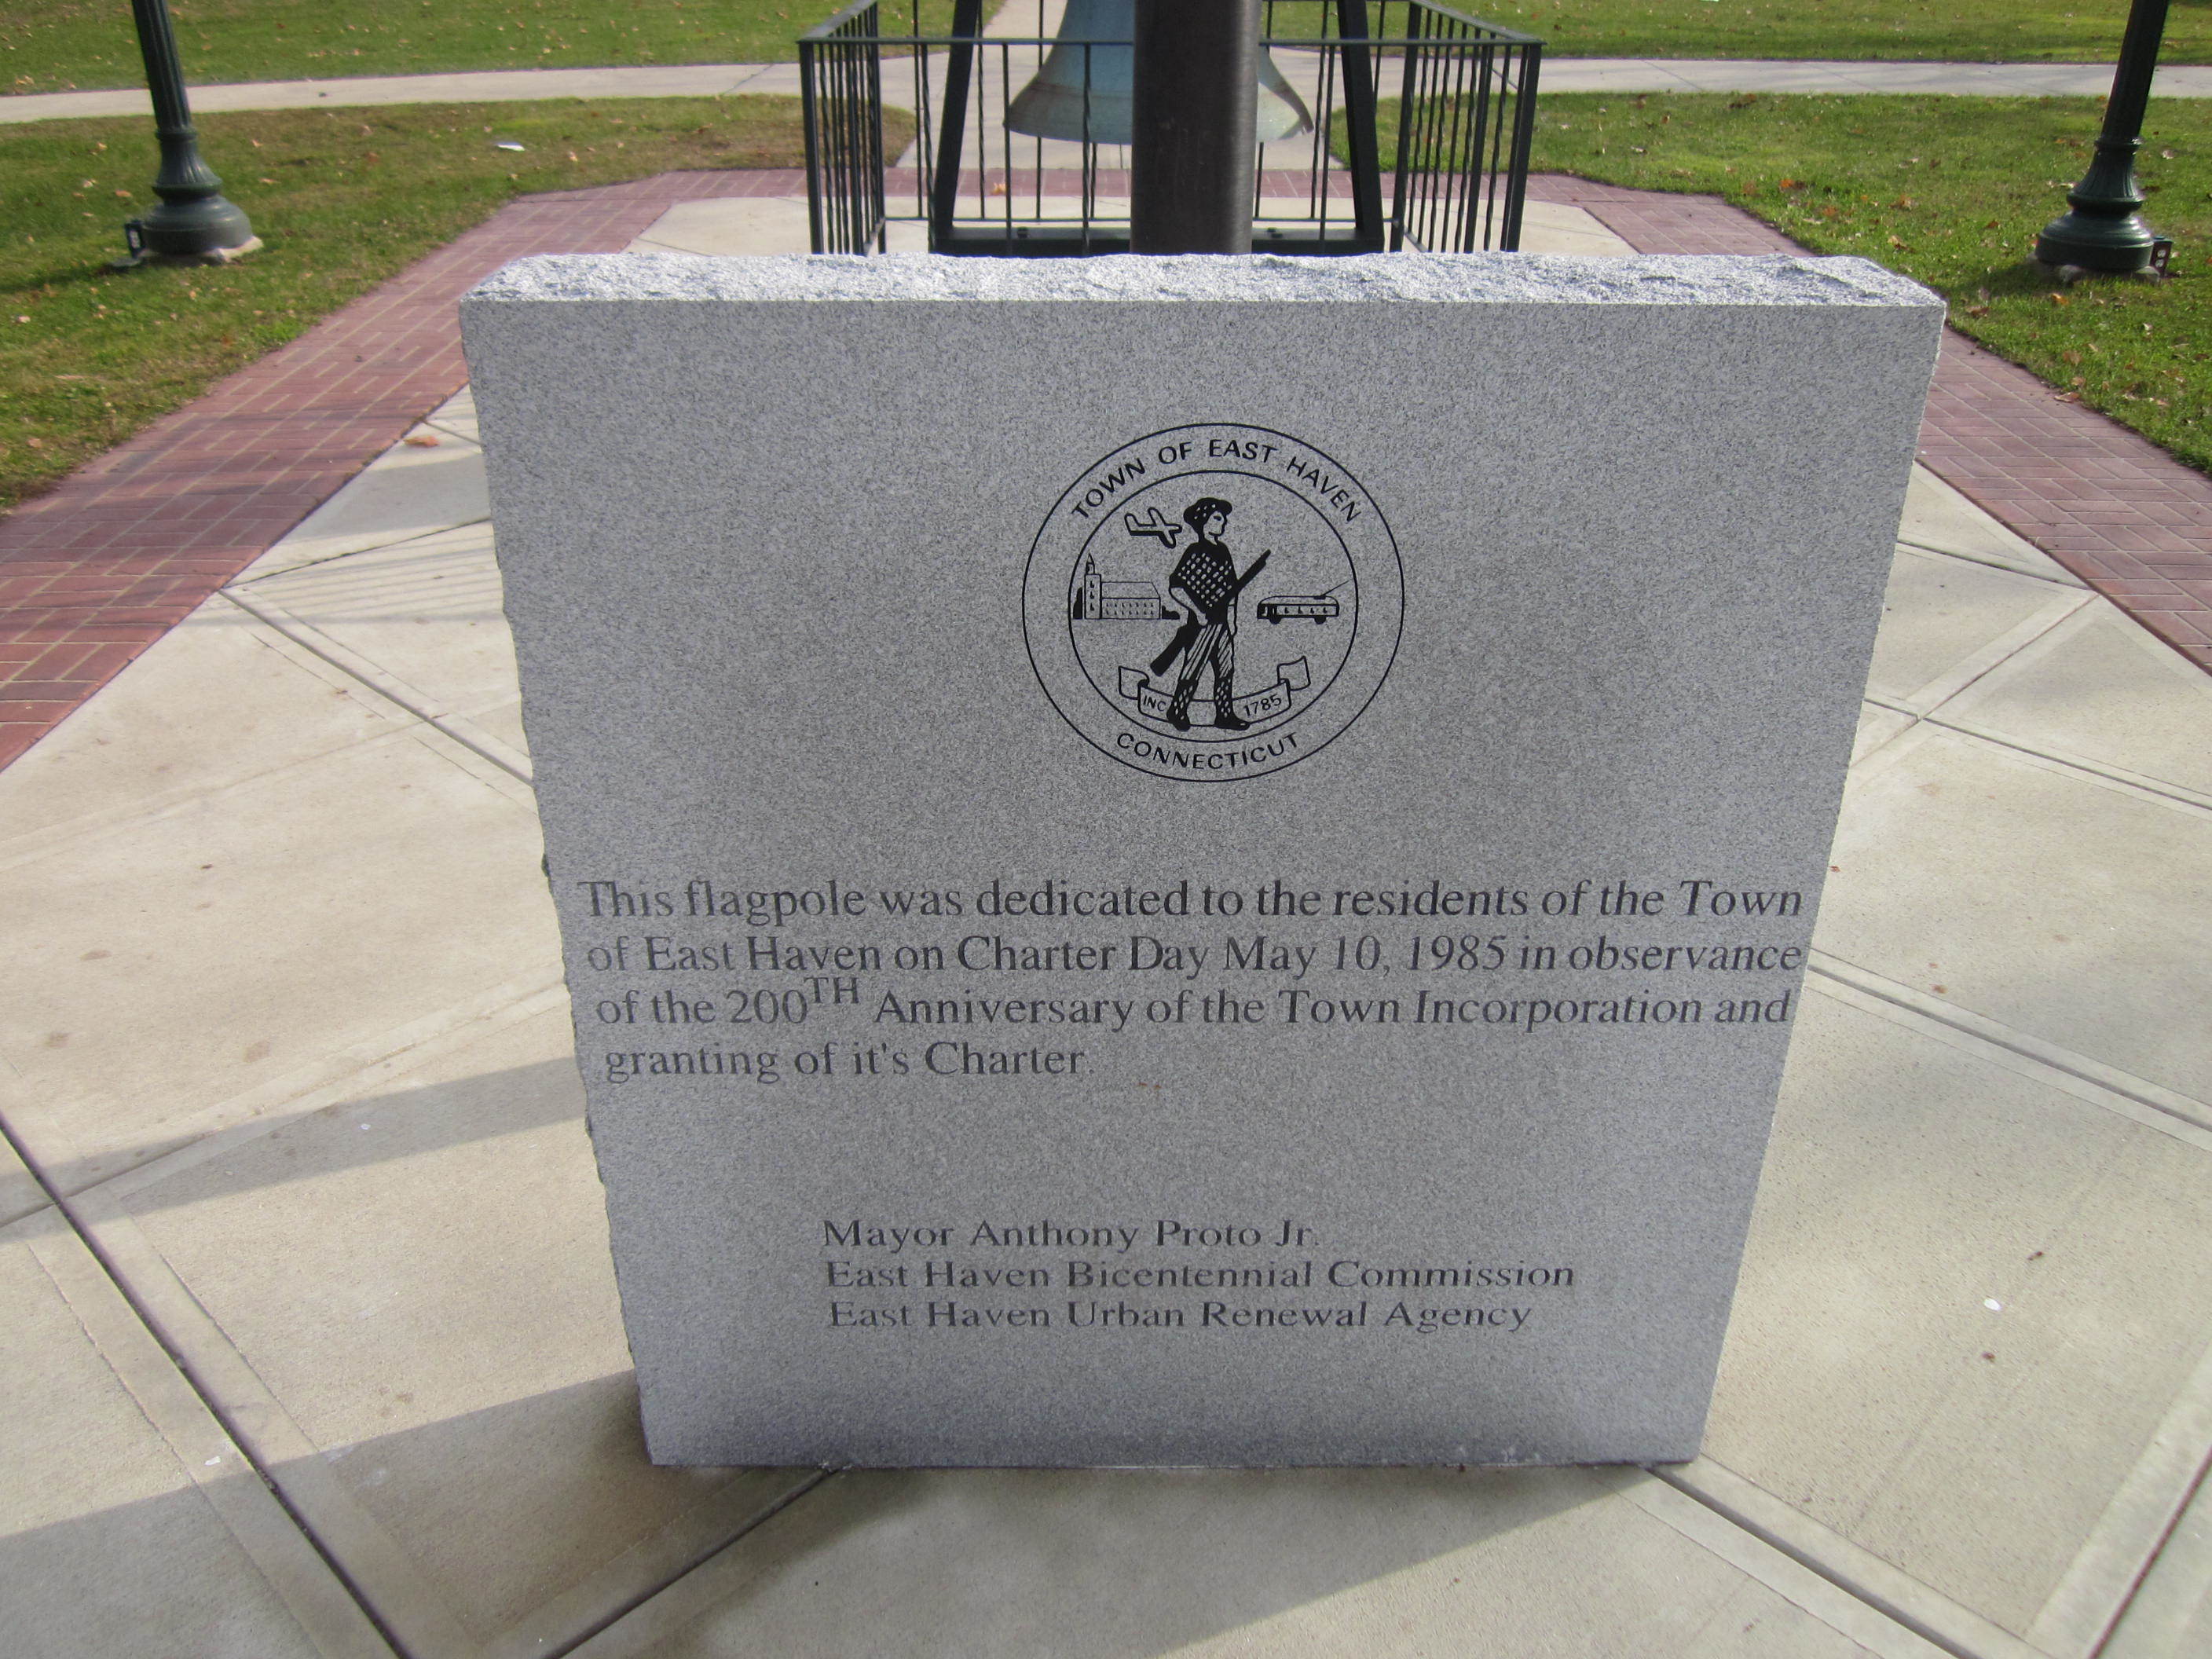 TOWN OF EAST HAVEN
INC 1785
CONNECTICUT
This flagpole was dedicated to the residents of the Town
of East Haven on Charter Day May 10, 1985 in observance
of the 200TH Anniversary of the Town Incorporation and
granting of it's Charter.
Mayor Anthony Proto Jr.
East Haven Bicentennial Commission
East Haven Urban Renewal Agency